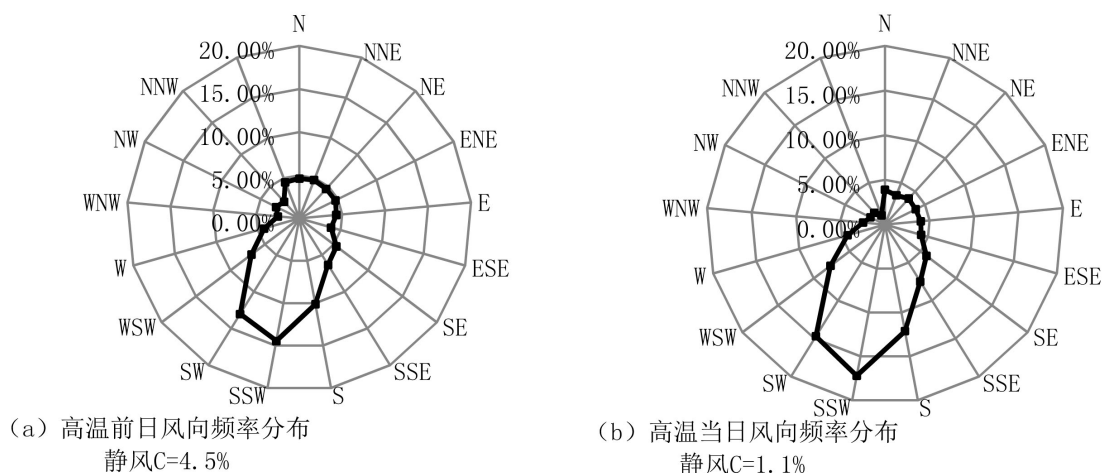 N
NNE
NE
ENE
E
ESE
SE
SSE
S
SSW
SW
WSW
W
WNW
NW
NNW
20.00%
15.00%
10.00%
5.00%
0.00%
(a) 高温前日风向频率分布
静风C=4.5%
N
NNE
NE
ENE
E
ESE
SE
SSE
S
SSW
SW
WSW
W
WNW
NW
NNW
20.00%
15.00%
10.00%
5.00%
0.00%
(b) 高温当日风向频率分布
静风C=1.1%